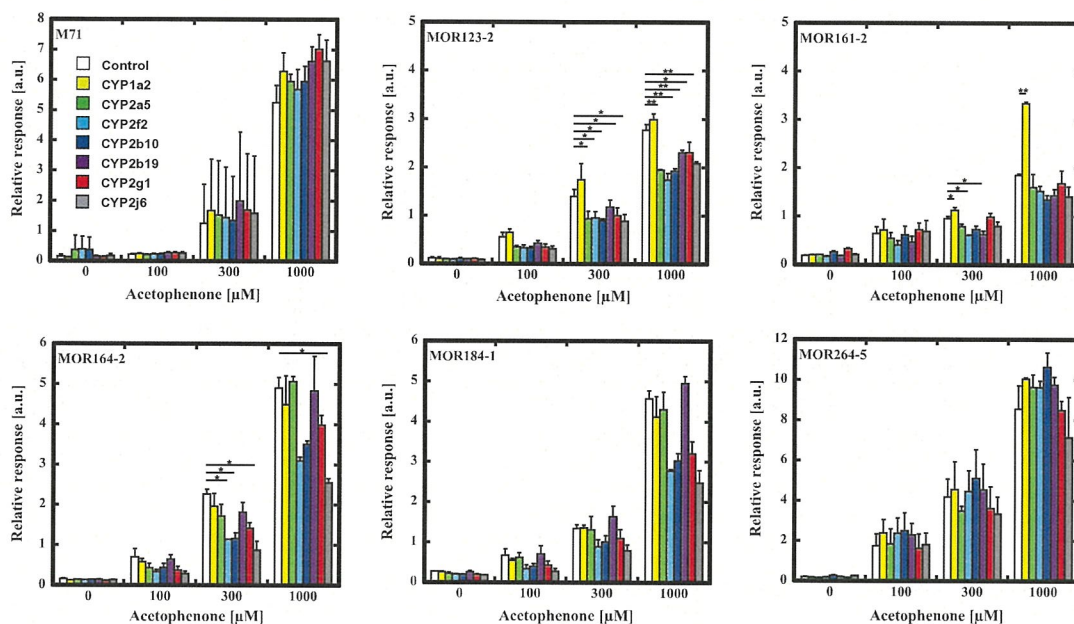 M71
Relative response [a.u.]
8
7
6
5
4
3
2
1
0
Control
CYP1a2
CYP2a5
CYP2f2
CYP2b10
CYP2b19
CYP2g1
CYP2j6
0 100 300 1000
Acetophenone [µM]
MOR123-2
Relative response [a.u.]
5
4
3
2
1
0
*
*
*
*
**
*
**
**
**
0 100 300 1000
Acetophenone [µM]
MOR161-2
Relative response [a.u.]
5
4
3
2
1
0
*
*
*
**
0 100 300 1000
Acetophenone [µM]
MOR164-2
Relative response [a.u.]
6
5
4
3
2
1
0
*
*
*
*
0 100 300 1000
Acetophenone [µM]
MOR184-1
Relative response [a.u.]
6
5
4
3
2
1
0
0 100 300 1000
Acetophenone [µM]
MOR264-5
Relative response [a.u.]
12
10
8
6
4
2
0
0 100 300 1000
Acetophenone [µM]